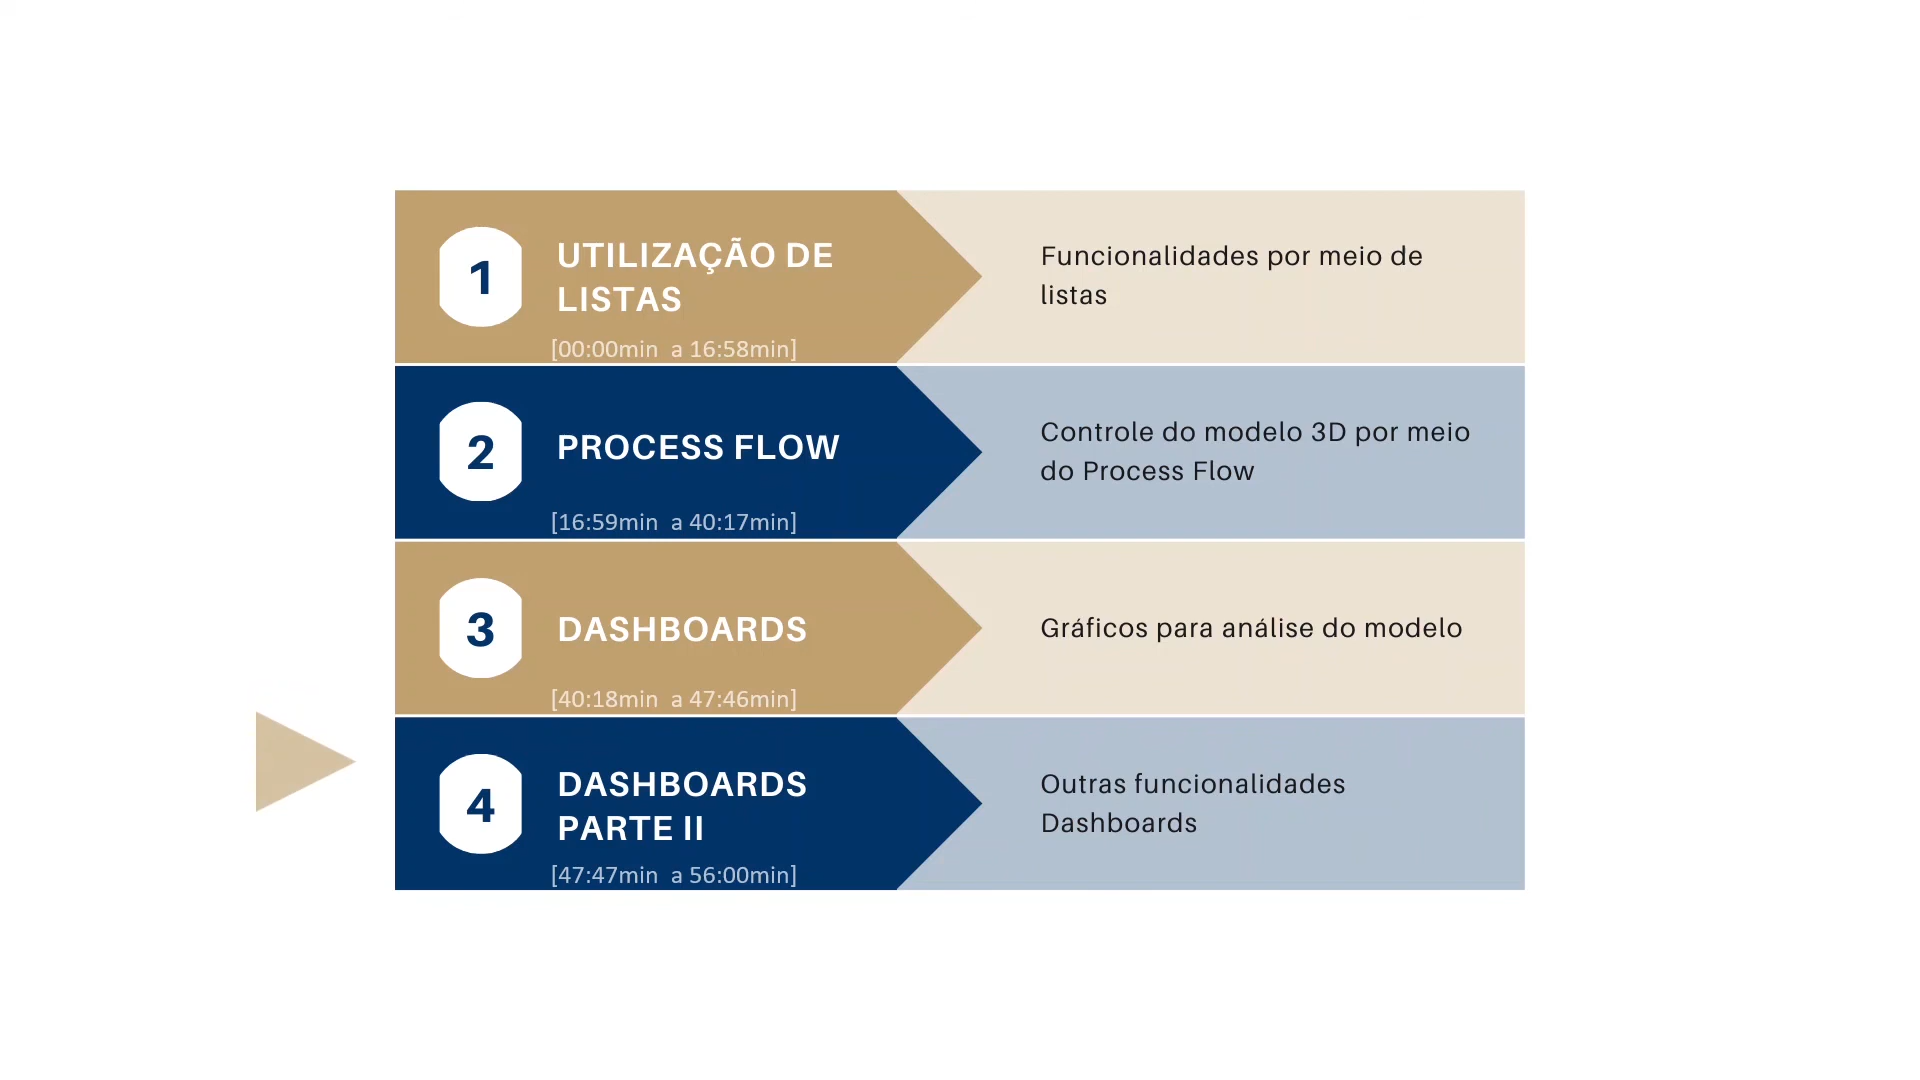 1
UTILIZAÇÃO DE
LISTAS
[00:00min a 16:58min]
Funcionalidades por meio de
listas
2
PROCESS FLOW
[16:59min a 40:17min]
Controle do modelo 3D por meio
do Process Flow
3
DASHBOARDS
[40:18min a 47:46min]
Gráficos para análise do modelo
4
DASHBOARDS
PARTE II
[47:47min a 56:00min]
Outras funcionalidades
Dashboards